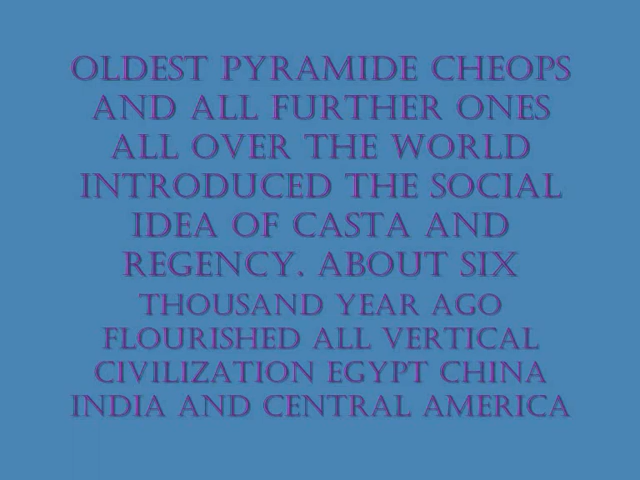 OLDEST PYRAMIDE CHEOPS
AND ALL FURTHER ONES
ALL OVER THE WORLD
INTRODUCED THE SOCIAL
IDEA OF CASTA AND
REGENCY. ABOUT SIX
THOUSAND YEAR AGO
FLOURISHED ALL VERTICAL
CIVILIZATION EGYPT CHINA
INDIA AND CENTRAL AMERICA